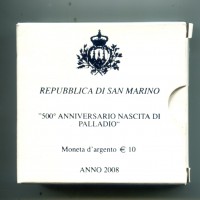 REPUBBLICA DI SAN MARINO
"500° ANNIVERSARIO NASCITA DI
PALLADIO"
Moneta d'argento € 10
ANNO 2008